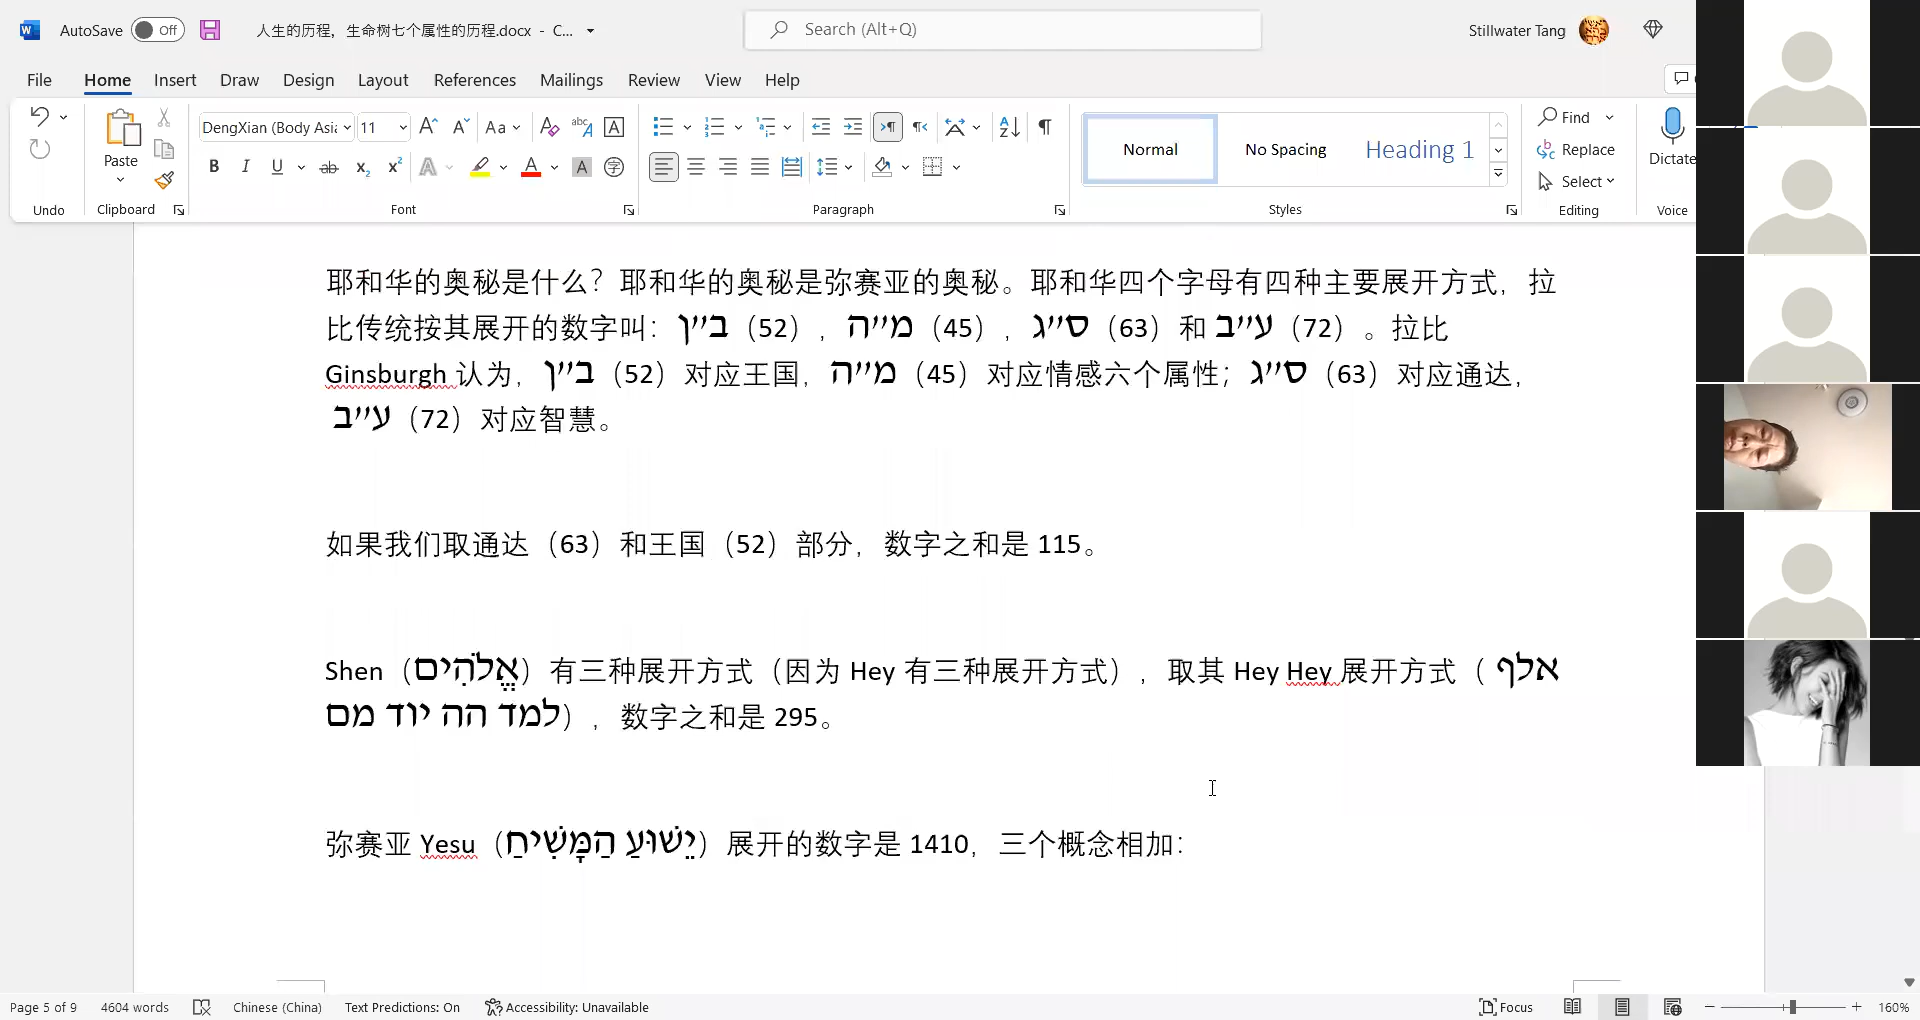 AutoSave Off 人生的历程，生命树七个属性的历程.docx - C... Search (Alt+Q) Stillwater Tang
File Home Insert Draw Design Layout References Mailings Review View Help
DengXian (Body Asia 11 Aa A
Paste B I U ab x₂ x² A A A 字
Normal No Spacing Heading 1
Find
Replace
Select
Dictate
Undo Clipboard Font Paragraph Styles Editing Voice
耶和华的奥秘是什么？耶和华的奥秘是弥赛亚的奥秘。耶和华四个字母有四种主要展开方式，拉
比传统按其展开的数字叫：ב״ן（52），מ״ה（45），ס״ג（63）和 ע״ב（72）。拉比
Ginsburgh 认为，ב״ן（52）对应王国，מ״ה（45）对应情感六个属性；ס״ג（63）对应通达，
ע״ב（72）对应智慧。
如果我们取通达（63）和王国（52）部分，数字之和是 115。
Shen（אֱלֹהִים）有三种展开方式（因为 Hey 有三种展开方式），取其 Hey Hey 展开方式（ אלף
למד הה יוד מם），数字之和是 295。
弥赛亚 Yesu（יֵשׁוּעַ הַמָּשִׁיחַ）展开的数字是 1410，三个概念相加：
Page 5 of 9 4604 words Chinese (China) Text Predictions: On Accessibility: Unavailable Focus 160%